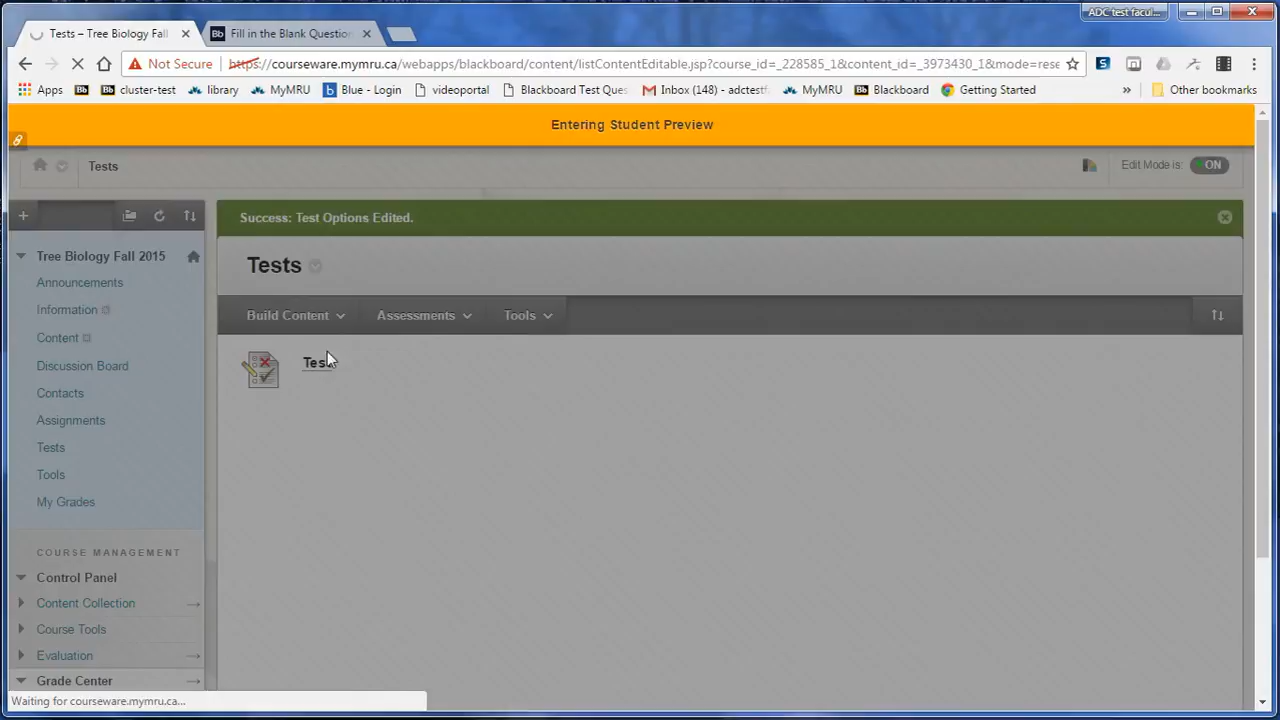 ADC test facul...
Tests – Tree Biology Fall
Bb Fill in the Blank Question
Not Secure https://courseware.mymru.ca/webapps/blackboard/content/listContentEditable.jsp?course_id=_228585_1&content_id=_3973430_1&mode=rese
Apps Bb cluster-test library MyMRU b Blue - Login videoportal Blackboard Test Ques Inbox (148) - adctestf MyMRU Bb Blackboard Getting Started » Other bookmarks
Entering Student Preview
Tests
Edit Mode is: ON
Success: Test Options Edited.
Tests
Build Content Assessments Tools
Tree Biology Fall 2015
Announcements
Information
Content
Discussion Board
Contacts
Assignments
Tests
Tools
My Grades
COURSE MANAGEMENT
Control Panel
Content Collection
Course Tools
Evaluation
Grade Center
Waiting for courseware.mymru.ca...